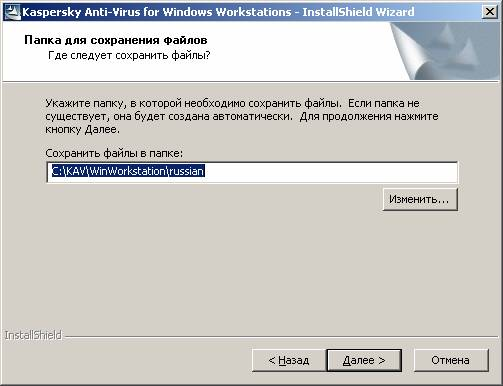 Kaspersky Anti-Virus for Windows Workstations - InstallShield Wizard
Папка для сохранения файлов
Где следует сохранить файлы?
Укажите папку, в которой необходимо сохранить файлы. Если папка не
существует, она будет создана автоматически. Для продолжения нажмите
кнопку Далее.
Сохранить файлы в папке:
C:\KAV\WinWorkstation\russian
Изменить...
InstallShield
< Назад
Далее >
Отмена